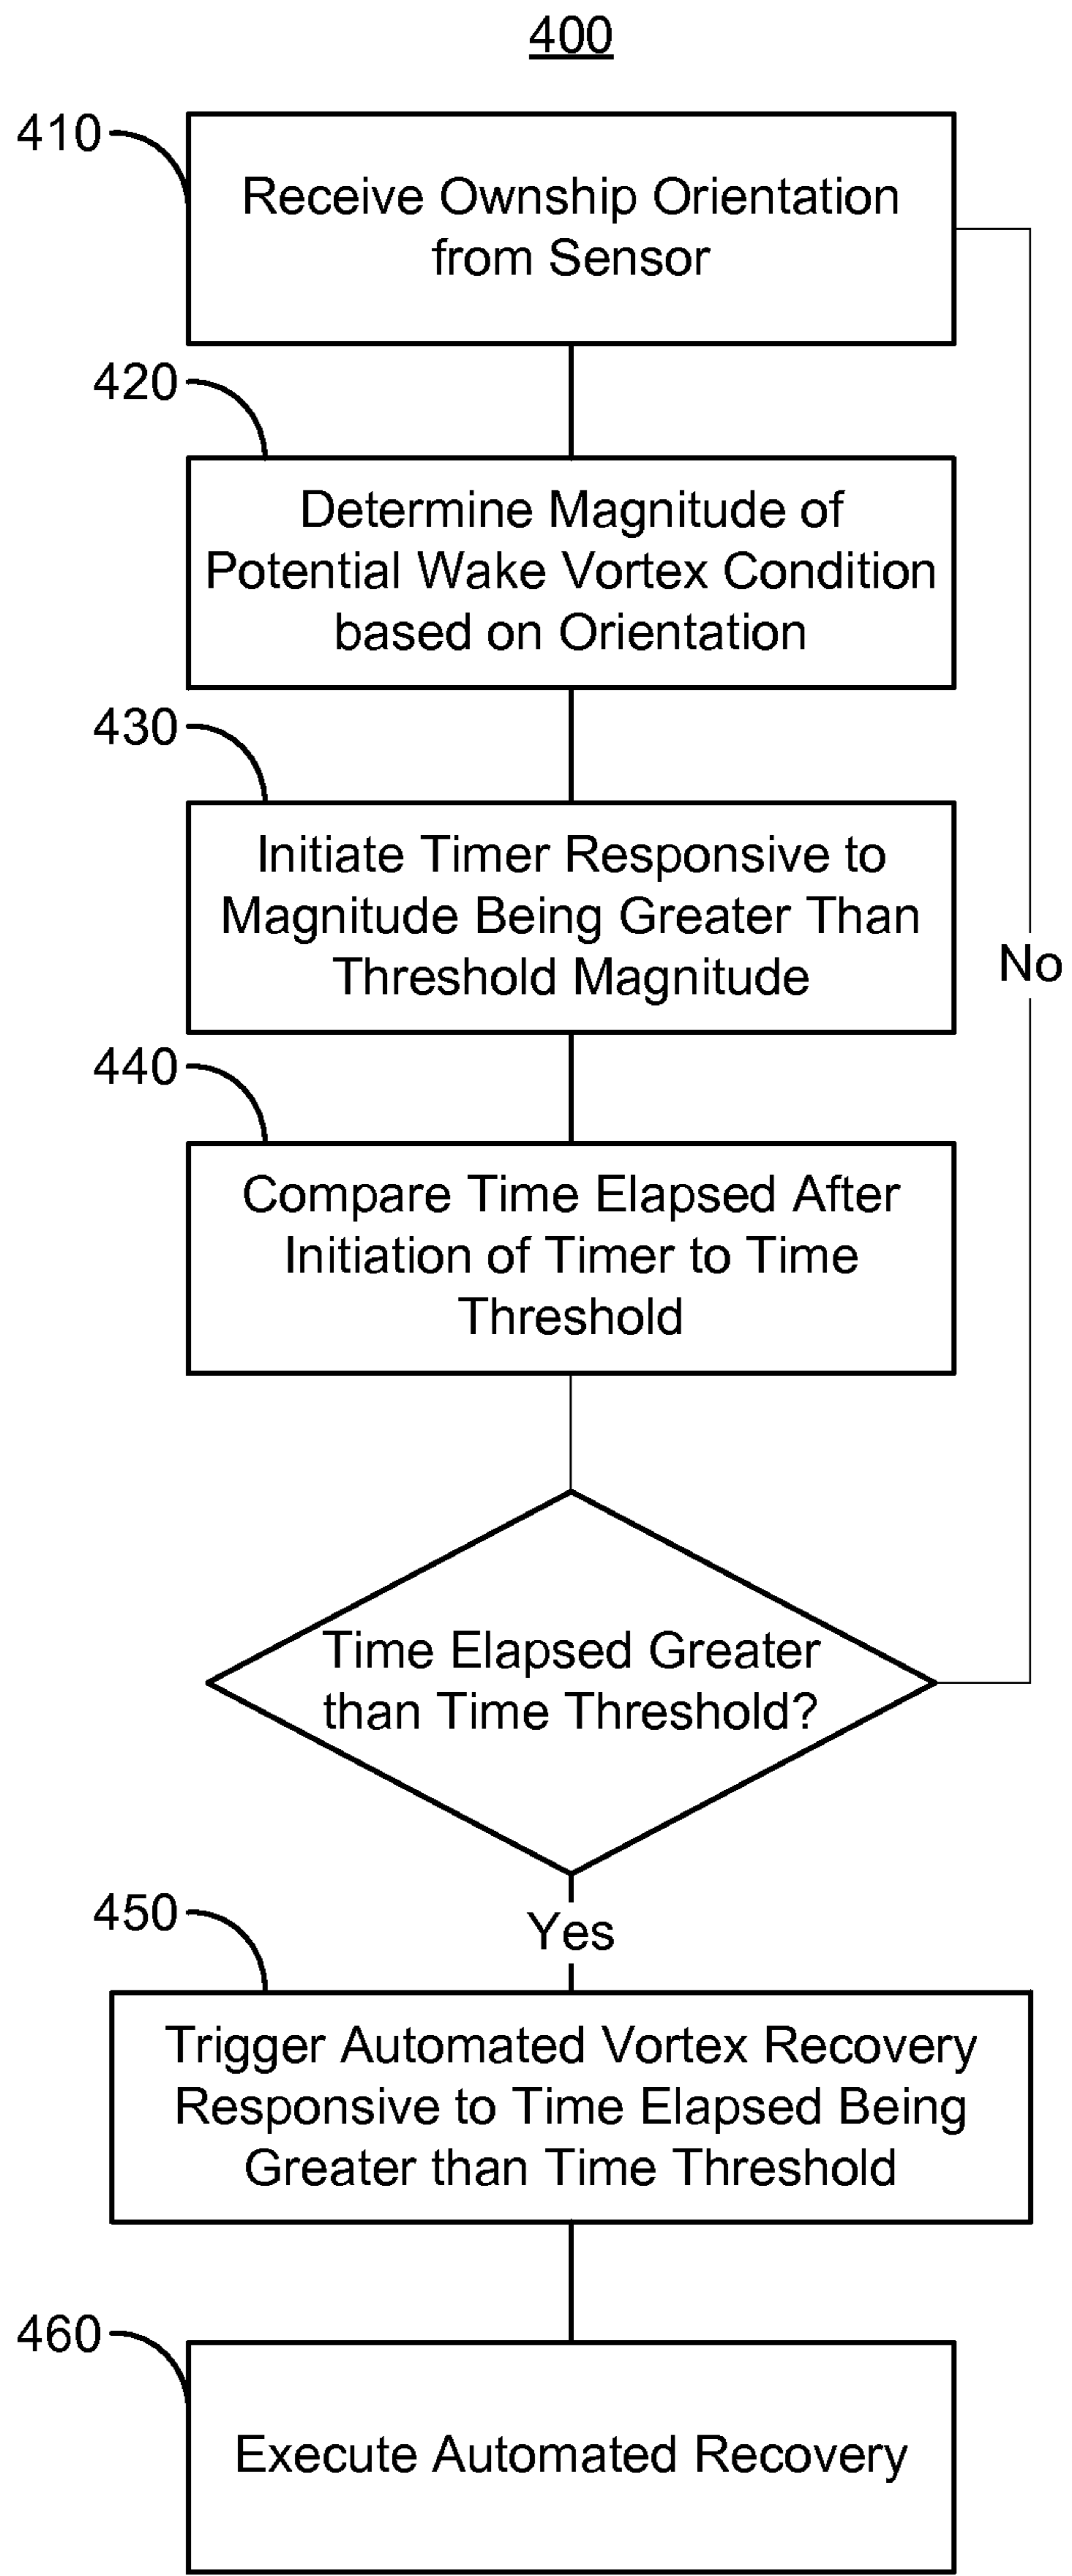 400
410
Receive Ownship Orientation
from Sensor
420
Determine Magnitude of
Potential Wake Vortex Condition
based on Orientation
430
Initiate Timer Responsive to
Magnitude Being Greater Than
Threshold Magnitude
No
440
Compare Time Elapsed After
Initiation of Timer to Time
Threshold
Time Elapsed Greater
than Time Threshold?
Yes
450
Trigger Automated Vortex Recovery
Responsive to Time Elapsed Being
Greater than Time Threshold
460
Execute Automated Recovery